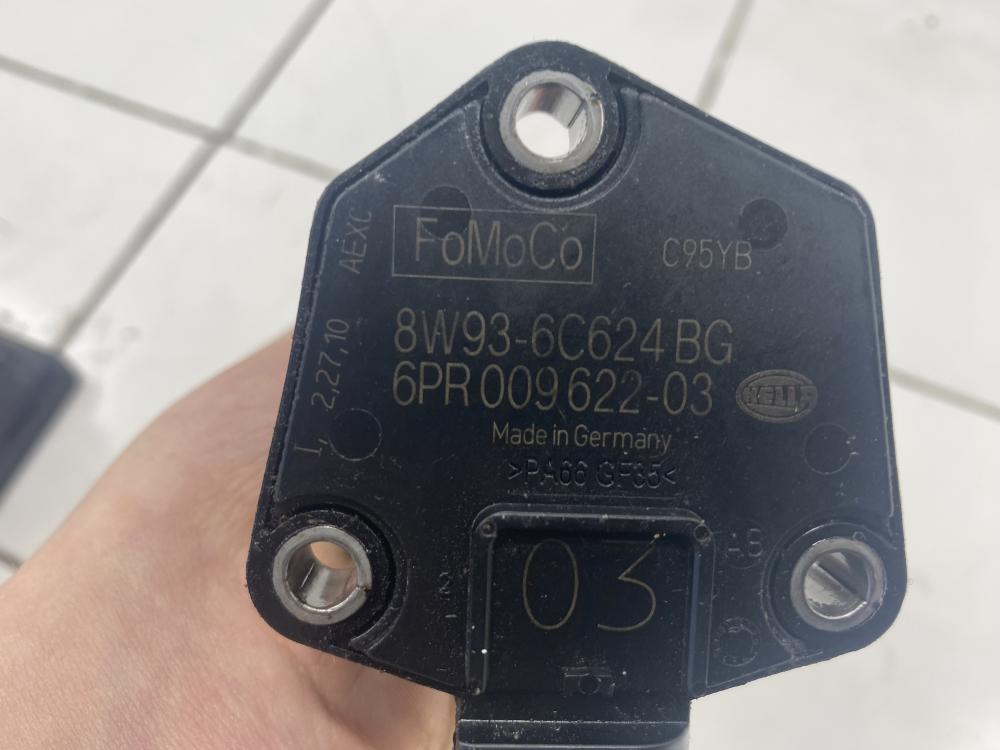 FoMoCo
C95YB
8W93-6C624 BG
6PR 009 622-03
HELLA
Made in Germany
>PA66 GF35<
03
AB
I, 2,27,10 AEXC